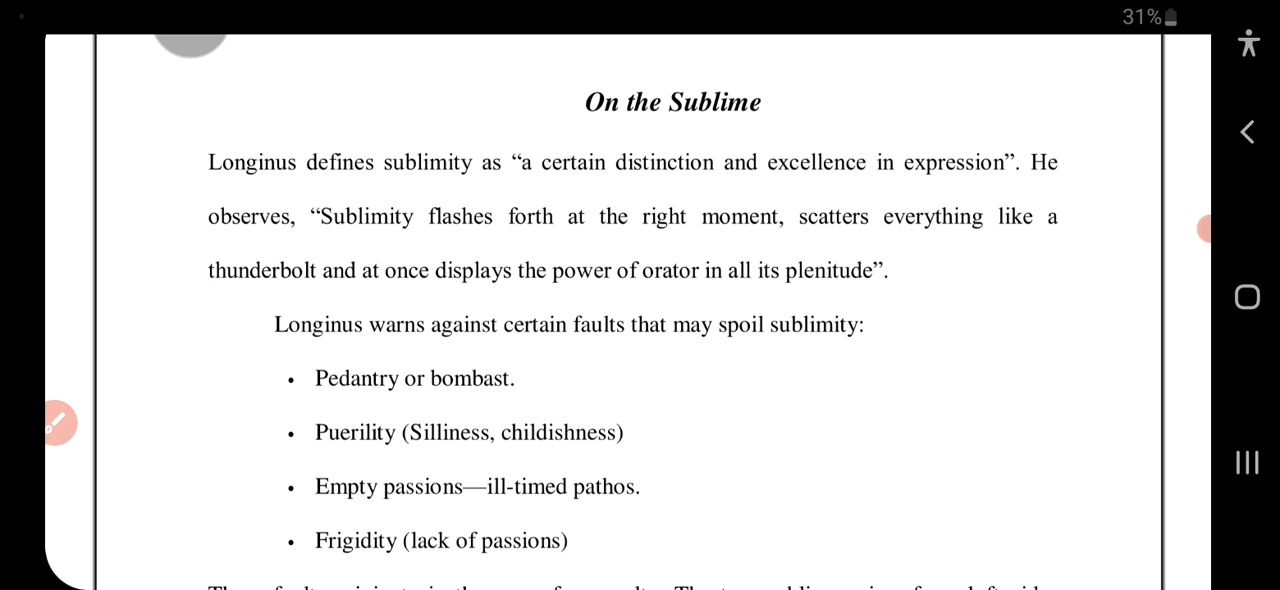 31%
On the Sublime
Longinus defines sublimity as “a certain distinction and excellence in expression”. He
observes, “Sublimity flashes forth at the right moment, scatters everything like a
thunderbolt and at once displays the power of orator in all its plenitude”.
Longinus warns against certain faults that may spoil sublimity:
• Pedantry or bombast.
• Puerility (Silliness, childishness)
• Empty passions—ill-timed pathos.
• Frigidity (lack of passions)